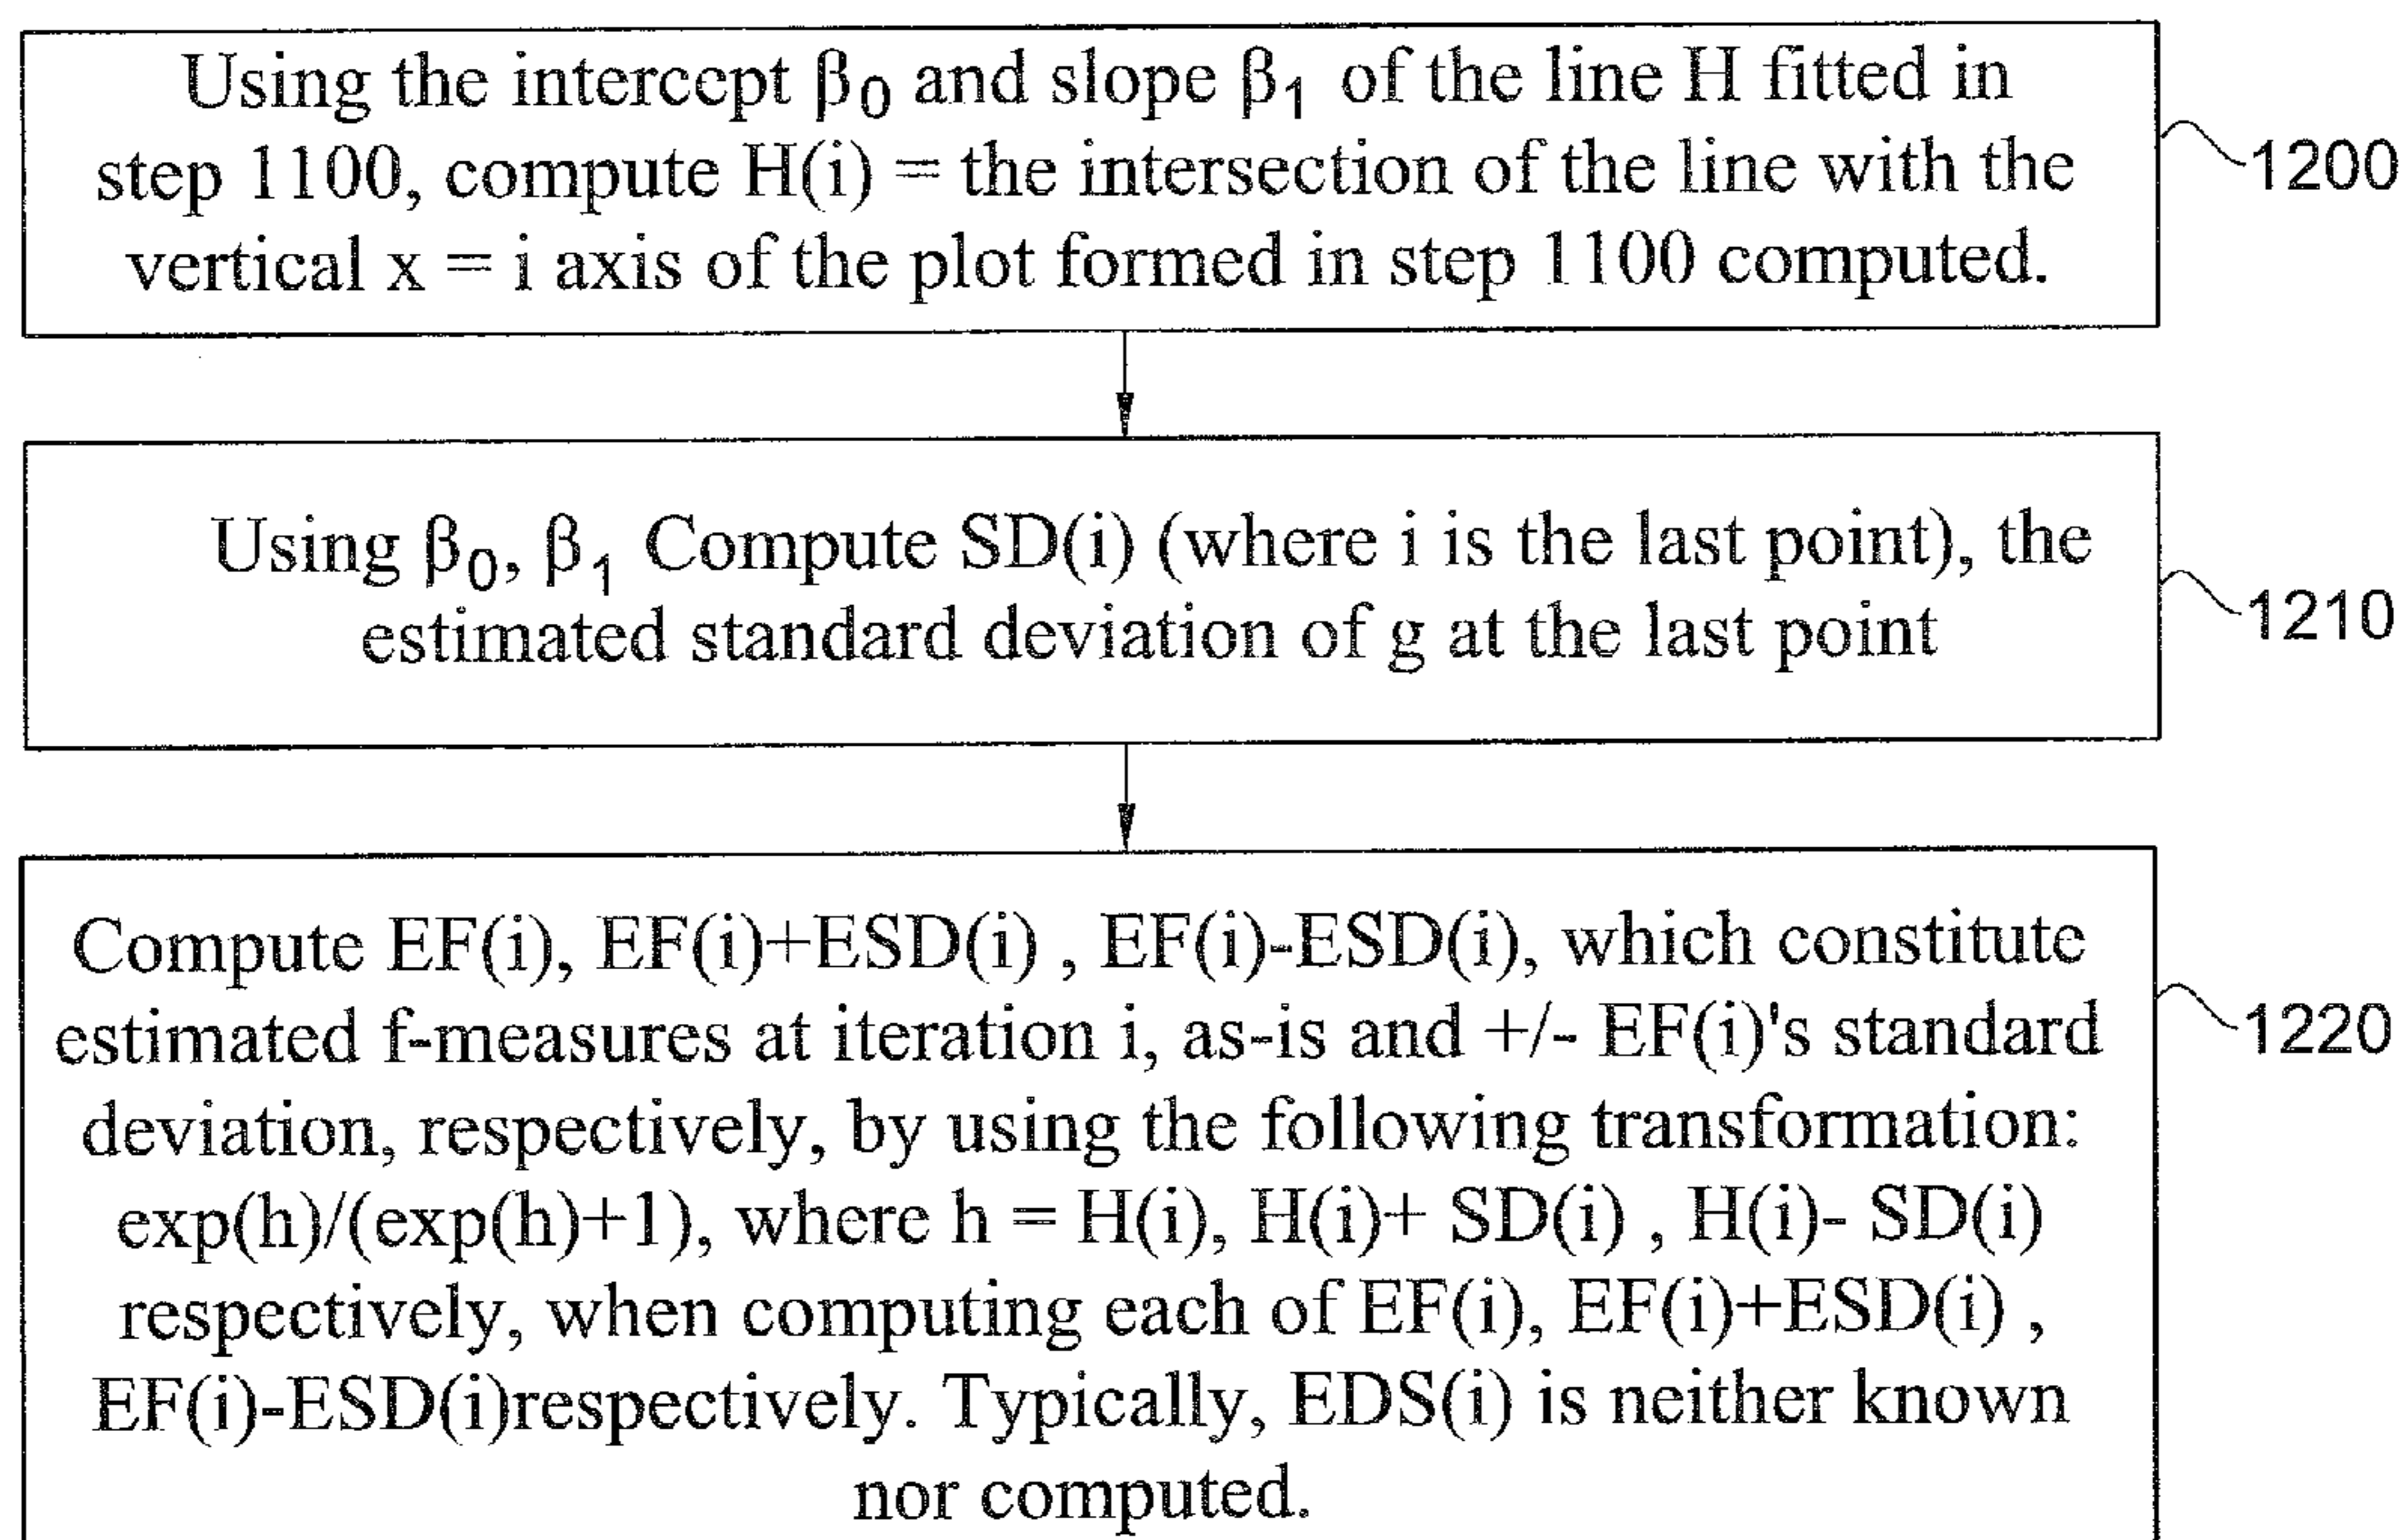 Using the intercept β0 and slope β1 of the line H fitted in
step 1100, compute H(i) = the intersection of the line with the
vertical x = i axis of the plot formed in step 1100 computed.
1200
Using β0, β1 Compute SD(i) (where i is the last point), the
estimated standard deviation of g at the last point
1210
Compute EF(i), EF(i)+ESD(i) , EF(i)-ESD(i), which constitute
estimated f-measures at iteration i, as-is and +/- EF(i)'s standard
deviation, respectively, by using the following transformation:
exp(h)/(exp(h)+1), where h = H(i), H(i)+ SD(i) , H(i)- SD(i)
respectively, when computing each of EF(i), EF(i)+ESD(i) ,
EF(i)-ESD(i)respectively. Typically, EDS(i) is neither known
nor computed.
1220